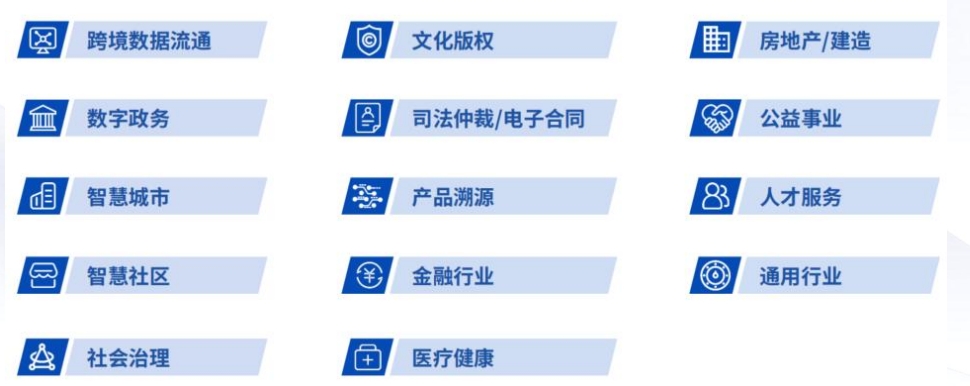 跨境数据流通
文化版权
房地产/建造
数字政务
司法仲裁/电子合同
公益事业
智慧城市
产品溯源
人才服务
智慧社区
金融行业
通用行业
社会治理
医疗健康